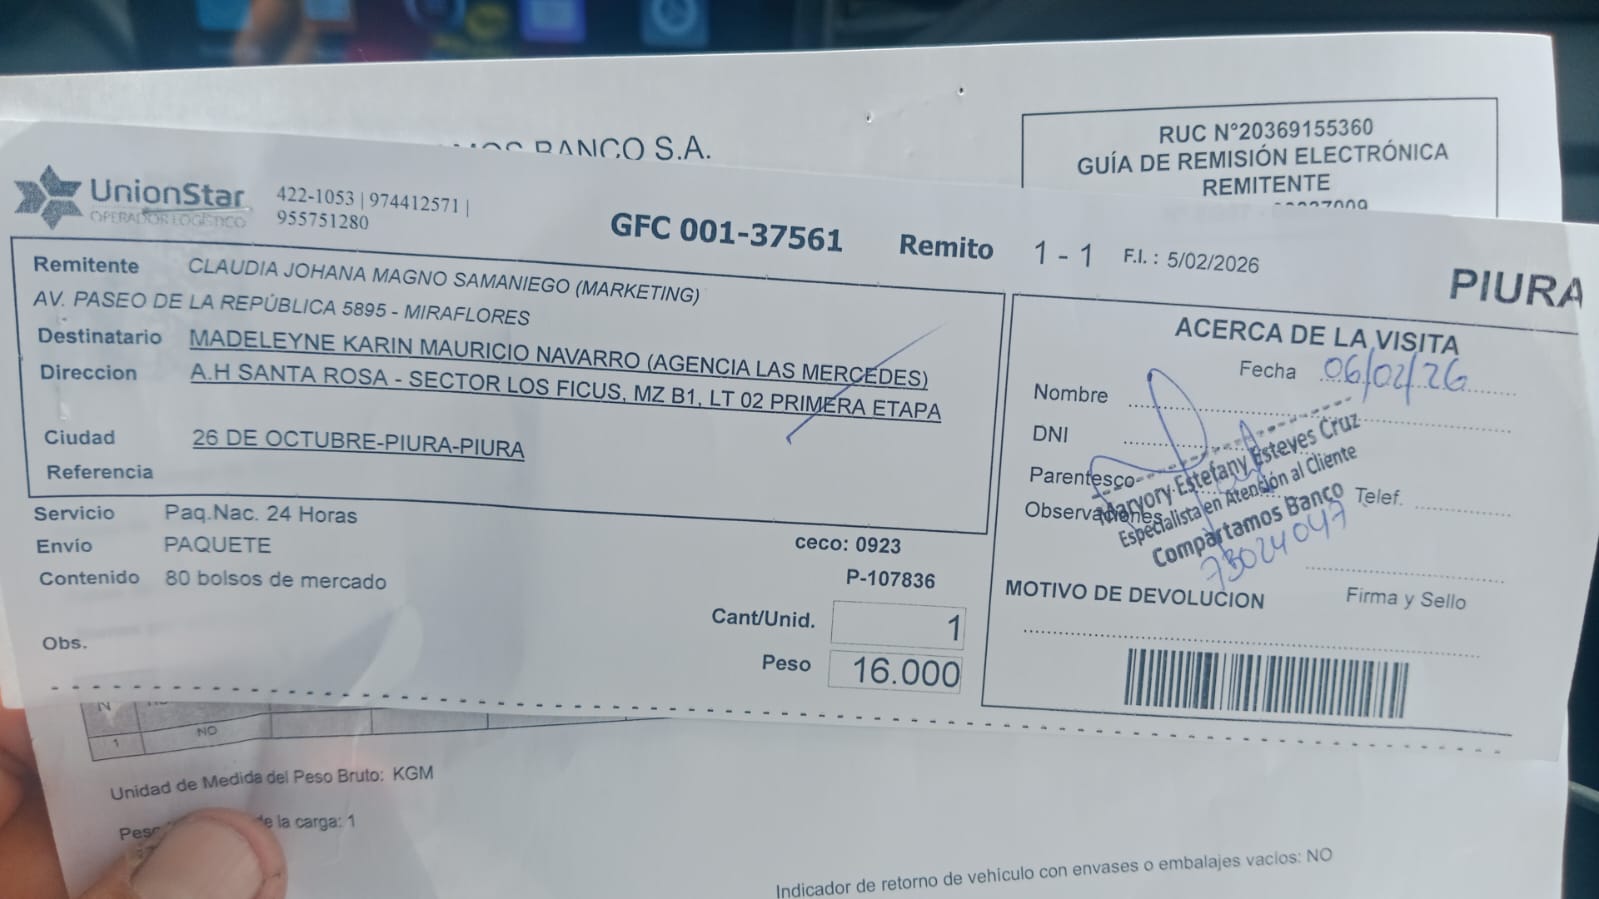 BANCO S.A.
RUC N°20369155360
GUÍA DE REMISIÓN ELECTRÓNICA
REMITENTE
UnionStar
OPERADOR LOGISTICO
422-1053 | 974412571 |
955751280
GFC 001-37561 Remito 1 - 1 F.I. : 5/02/2026
PIURA
Remitente CLAUDIA JOHANA MAGNO SAMANIEGO (MARKETING)
AV. PASEO DE LA REPÚBLICA 5895 - MIRAFLORES
Destinatario MADELEYNE KARIN MAURICIO NAVARRO (AGENCIA LAS MERCEDES)
Direccion A.H SANTA ROSA - SECTOR LOS FICUS, MZ B1, LT 02 PRIMERA ETAPA
Ciudad 26 DE OCTUBRE-PIURA-PIURA
Referencia
Servicio Paq.Nac. 24 Horas
Envío PAQUETE
Contenido 80 bolsos de mercado
Obs.
ceco: 0923
P-107836
Cant/Unid. 1
Peso 16.000
ACERCA DE LA VISITA
Fecha 06/02/26
Nombre
DNI
Parentesco
Observaciones
Telef.
Maryory Estefany Esteves Cruz
Especialista en Atención al Cliente
Compartamos Banco
73024047
MOTIVO DE DEVOLUCION
Firma y Sello
N
1 NO
Unidad de Medida del Peso Bruto: KGM
Peso
de la carga: 1
Indicador de retorno de vehículo con envases o embalajes vacíos: NO